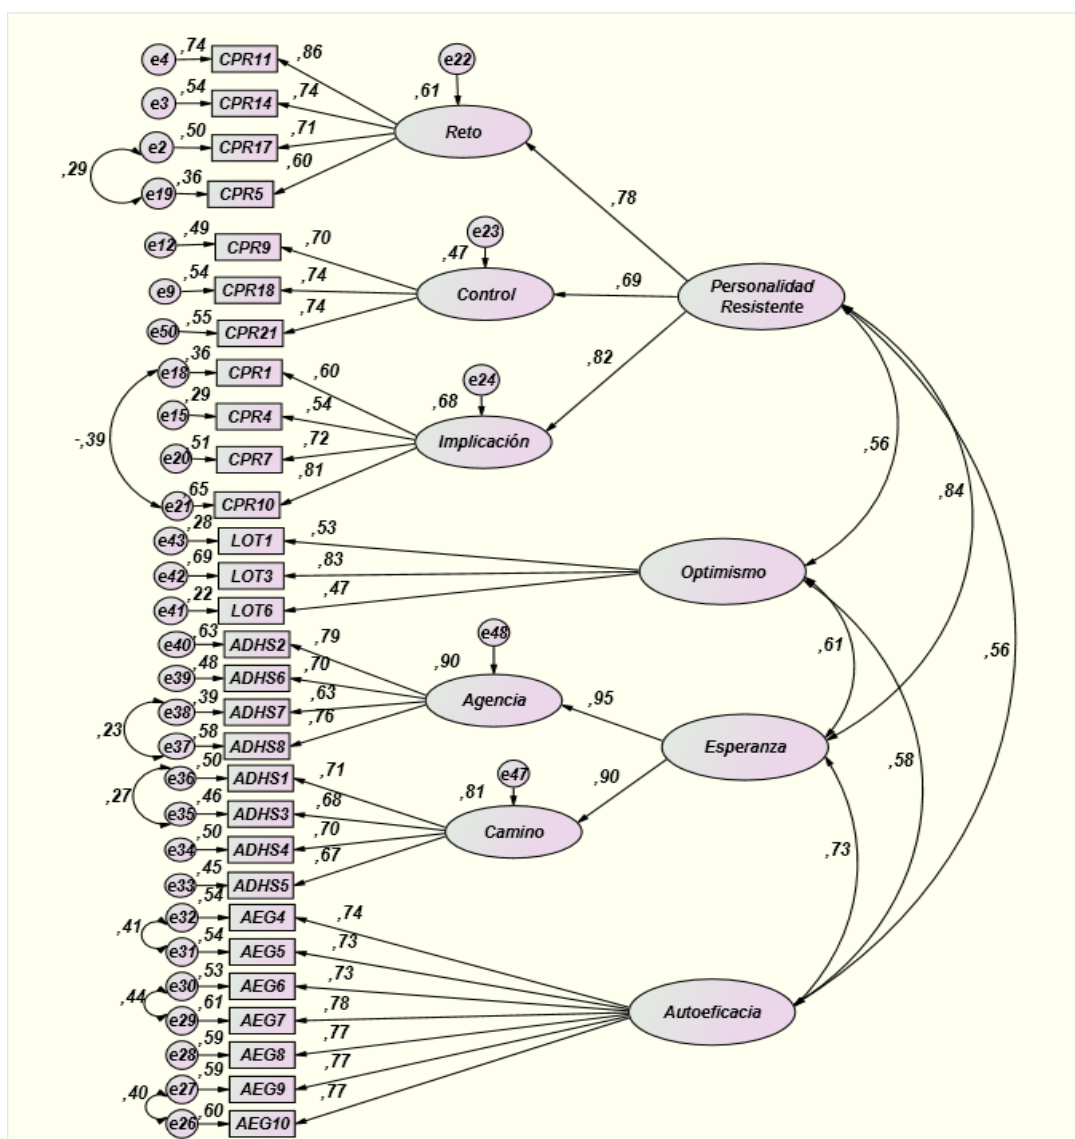 e4 ,74 CPR11 ,86
e22
,61
e3 ,54 CPR14 ,74
Reto
e2 ,50 CPR17 ,71
,29
e19 ,36 CPR5 ,60
,78
e12 ,49 CPR9 ,70
e23
,47
e9 ,54 CPR18 ,74
Control
,69
Personalidad
Resistente
e50 ,55 CPR21 ,74
e18 ,36 CPR1 ,60
,82
e24
,68
e15 ,29 CPR4 ,54
-,39
Implicación
e20 ,51 CPR7 ,72
,56
e21 ,65 CPR10 ,81
,84
e43 ,28 LOT1 ,53
e42 ,69 LOT3 ,83
Optimismo
e41 ,22 LOT6 ,47
e40 ,63 ADHS2 ,79
e48
,90
,61
,56
e39 ,48 ADHS6 ,70
Agencia
,95
e38 ,39 ADHS7 ,63
,23
e37 ,58 ADHS8 ,76
Esperanza
,58
e36 ,50 ADHS1 ,71
e47
,81
,90
,27
e35 ,46 ADHS3 ,68
Camino
e34 ,50 ADHS4 ,70
,73
e33 ,45 ADHS5 ,67
e32 ,54 AEG4 ,74
,41
e31 ,54 AEG5 ,73
e30 ,53 AEG6 ,73
,44
e29 ,61 AEG7 ,78
Autoeficacia
e28 ,59 AEG8 ,77
e27 ,59 AEG9 ,77
,40
e26 ,60 AEG10 ,77